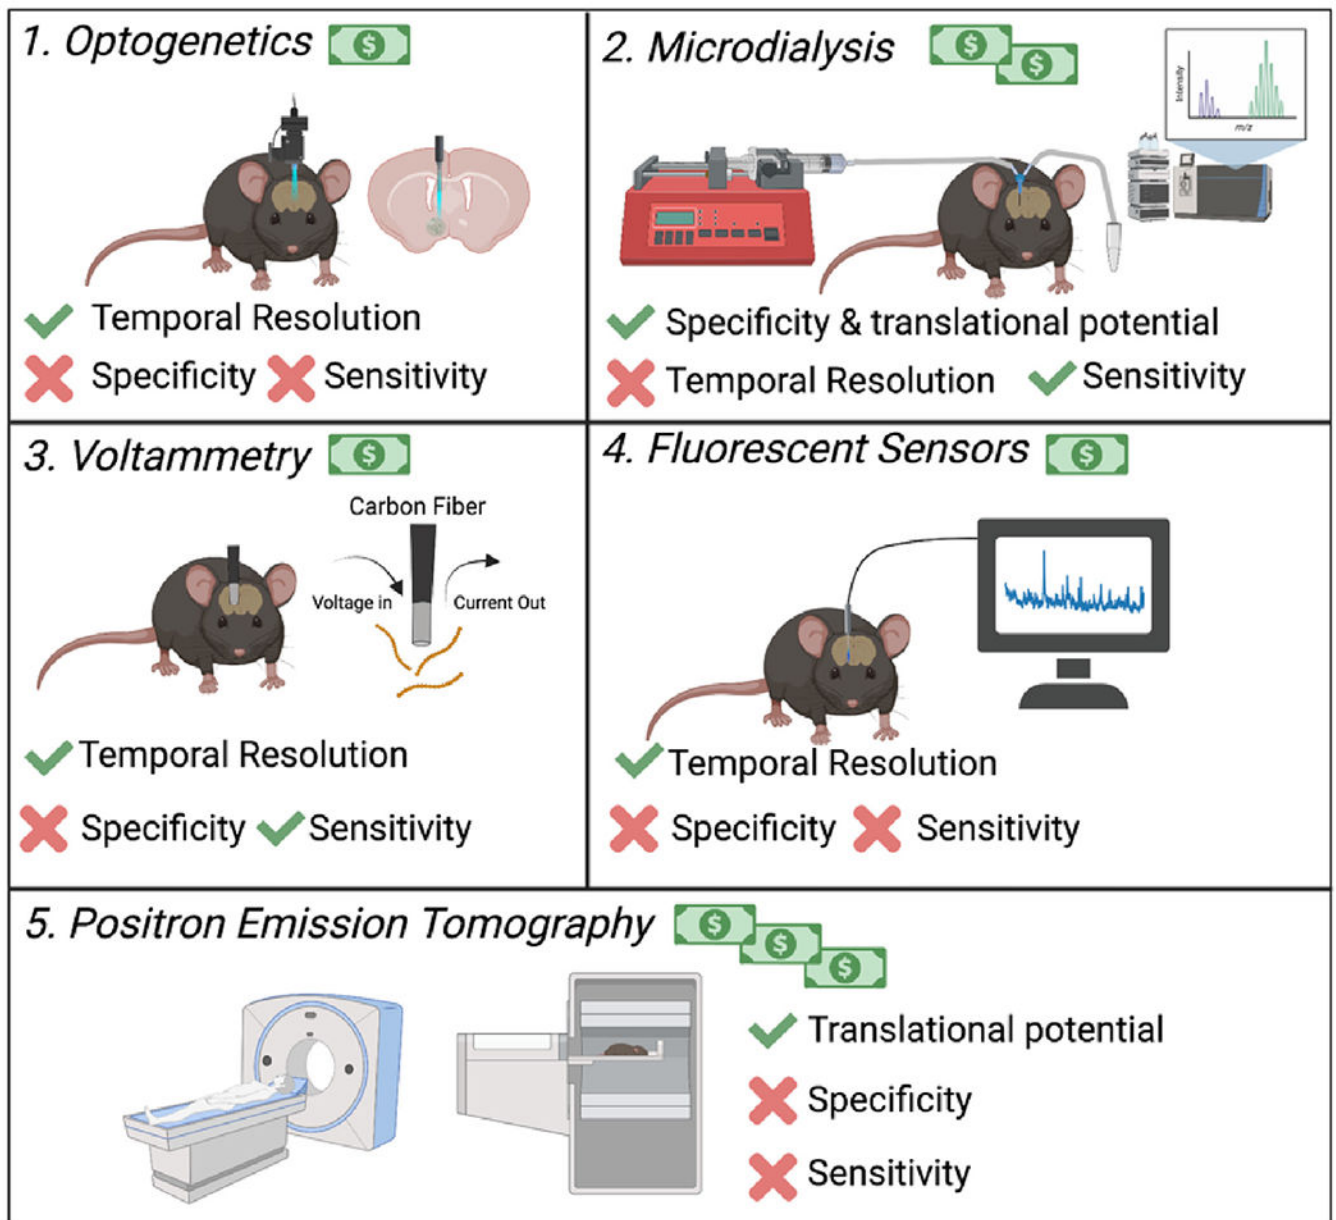 1. Optogenetics
$
Temporal Resolution
Specificity
Sensitivity
2. Microdialysis
$
$
Intensity
m/z
Specificity & translational potential
Temporal Resolution
Sensitivity
3. Voltammetry
$
Carbon Fiber
Voltage in
Current Out
Temporal Resolution
Specificity
Sensitivity
4. Fluorescent Sensors
$
Temporal Resolution
Specificity
Sensitivity
5. Positron Emission Tomography
$
$
$
Translational potential
Specificity
Sensitivity